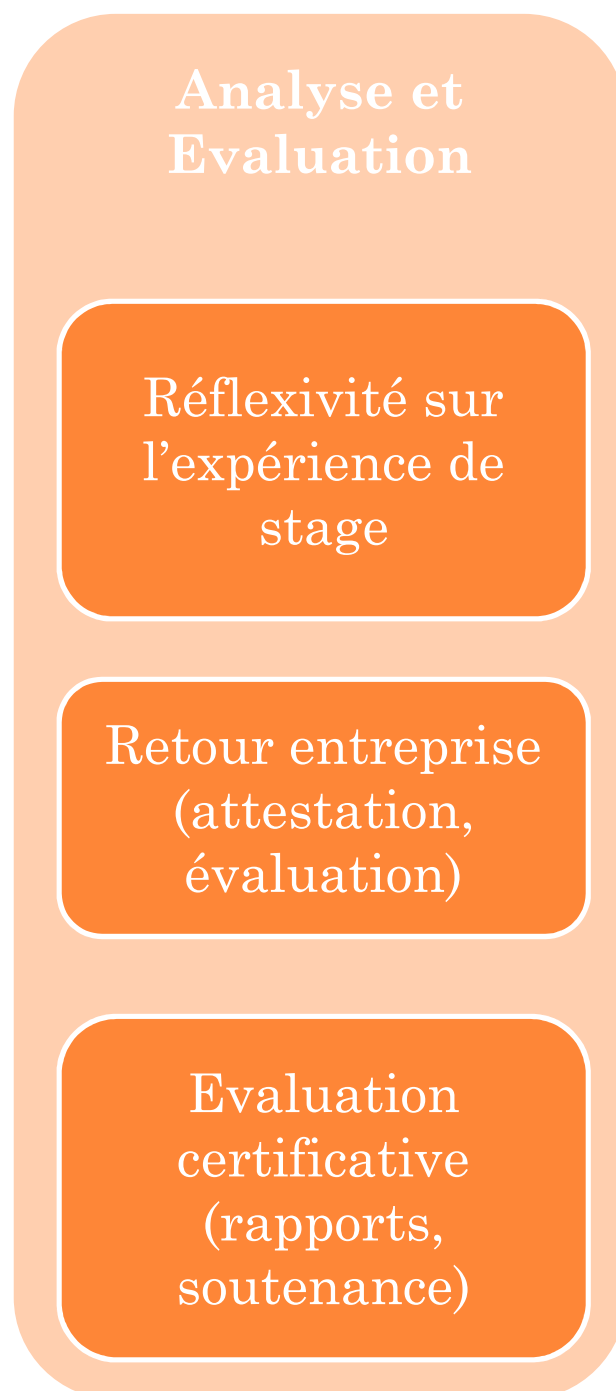 Analyse et
Evaluation
Réflexivité sur
l’expérience de
stage
Retour entreprise
(attestation,
évaluation)
Evaluation
certificative
(rapports,
soutenance)